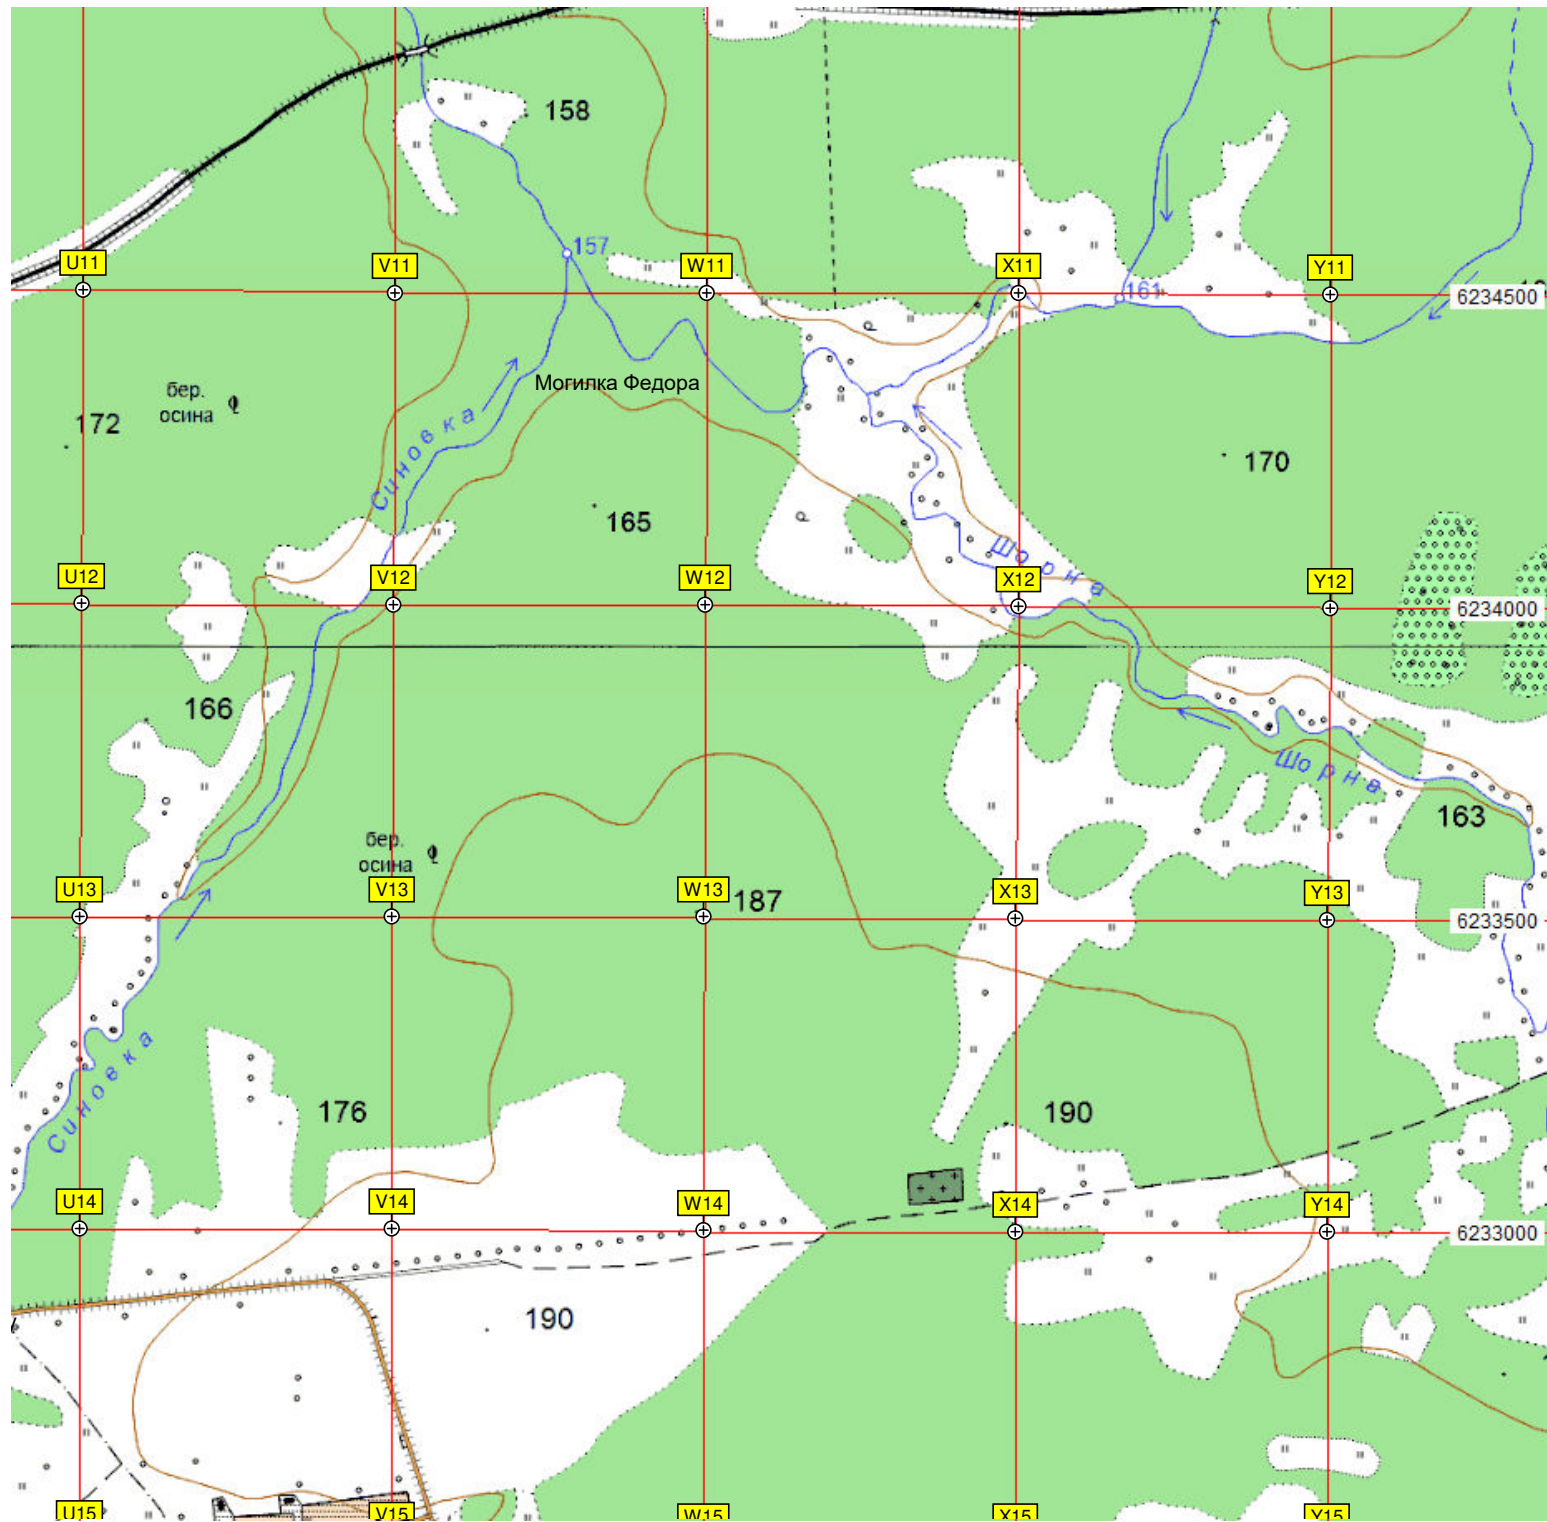 158
157
U11
V11
W11
X11
Y11
161
6234500
Могилка Федора
бер.
осина
172
Синовка
170
165
Шорна
U12
V12
W12
X12
Y12
6234000
166
Шорна
163
бер.
осина
U13
V13
W13
187
X13
Y13
6233500
Синовка
176
190
U14
V14
W14
X14
Y14
6233000
190
U15
V15
W15
X15
Y15